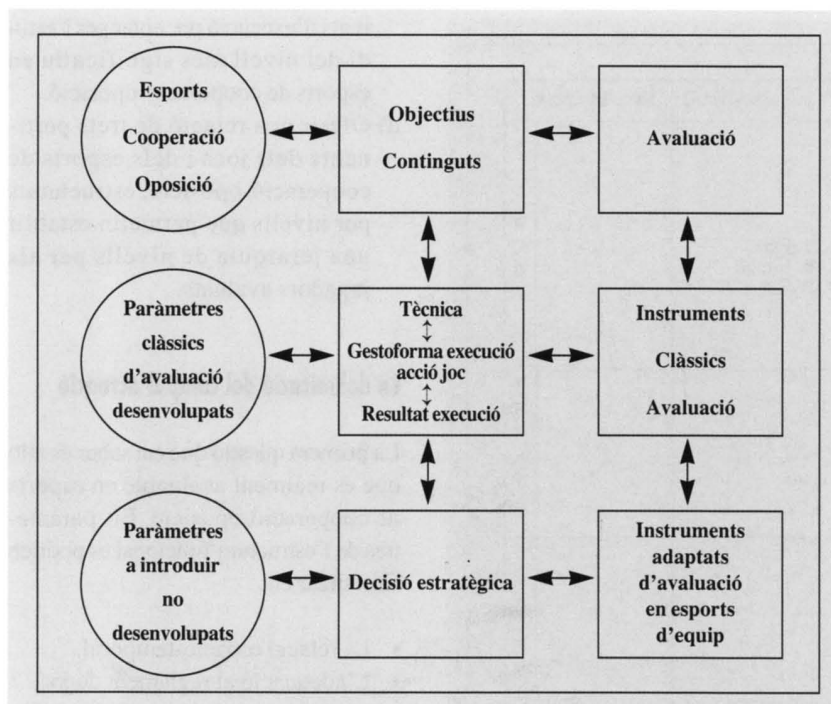 Esports
Cooperació
Oposició
Objectius
Continguts
Avaluació
Paràmetres
clàssics
d'avaluació
desenvolupats
Tècnica
Gestoforma execució
acció joc
Resultat execució
Instruments
Clàssics
Avaluació
Paràmetres
a introduir
no
desenvolupats
Decisió estratègica
Instruments
adaptats
d'avaluació
en esports
d'equip